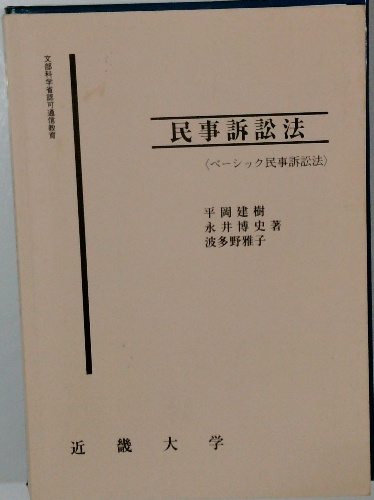 文部科学省認可通信教育
民事訴訟法
(ベーシック民事訴訟法)
平岡建樹
永井博史著
波多野雅子
近畿大学